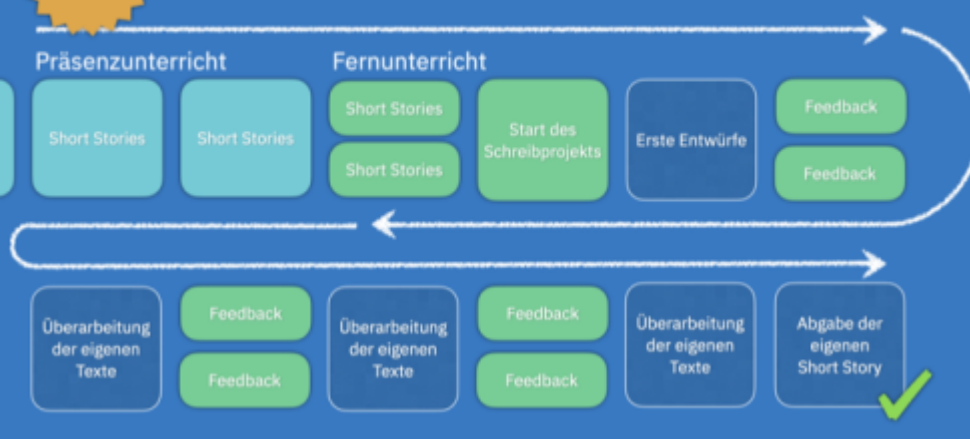 Präsenzunterricht
Fernunterricht
Short Stories
Short Stories
Short Stories
Short Stories
Start des
Schreibprojekts
Erste Entwürfe
Feedback
Feedback
Überarbeitung
der eigenen
Texte
Feedback
Feedback
Überarbeitung
der eigenen
Texte
Feedback
Feedback
Überarbeitung
der eigenen
Texte
Abgabe der
eigenen
Short Story